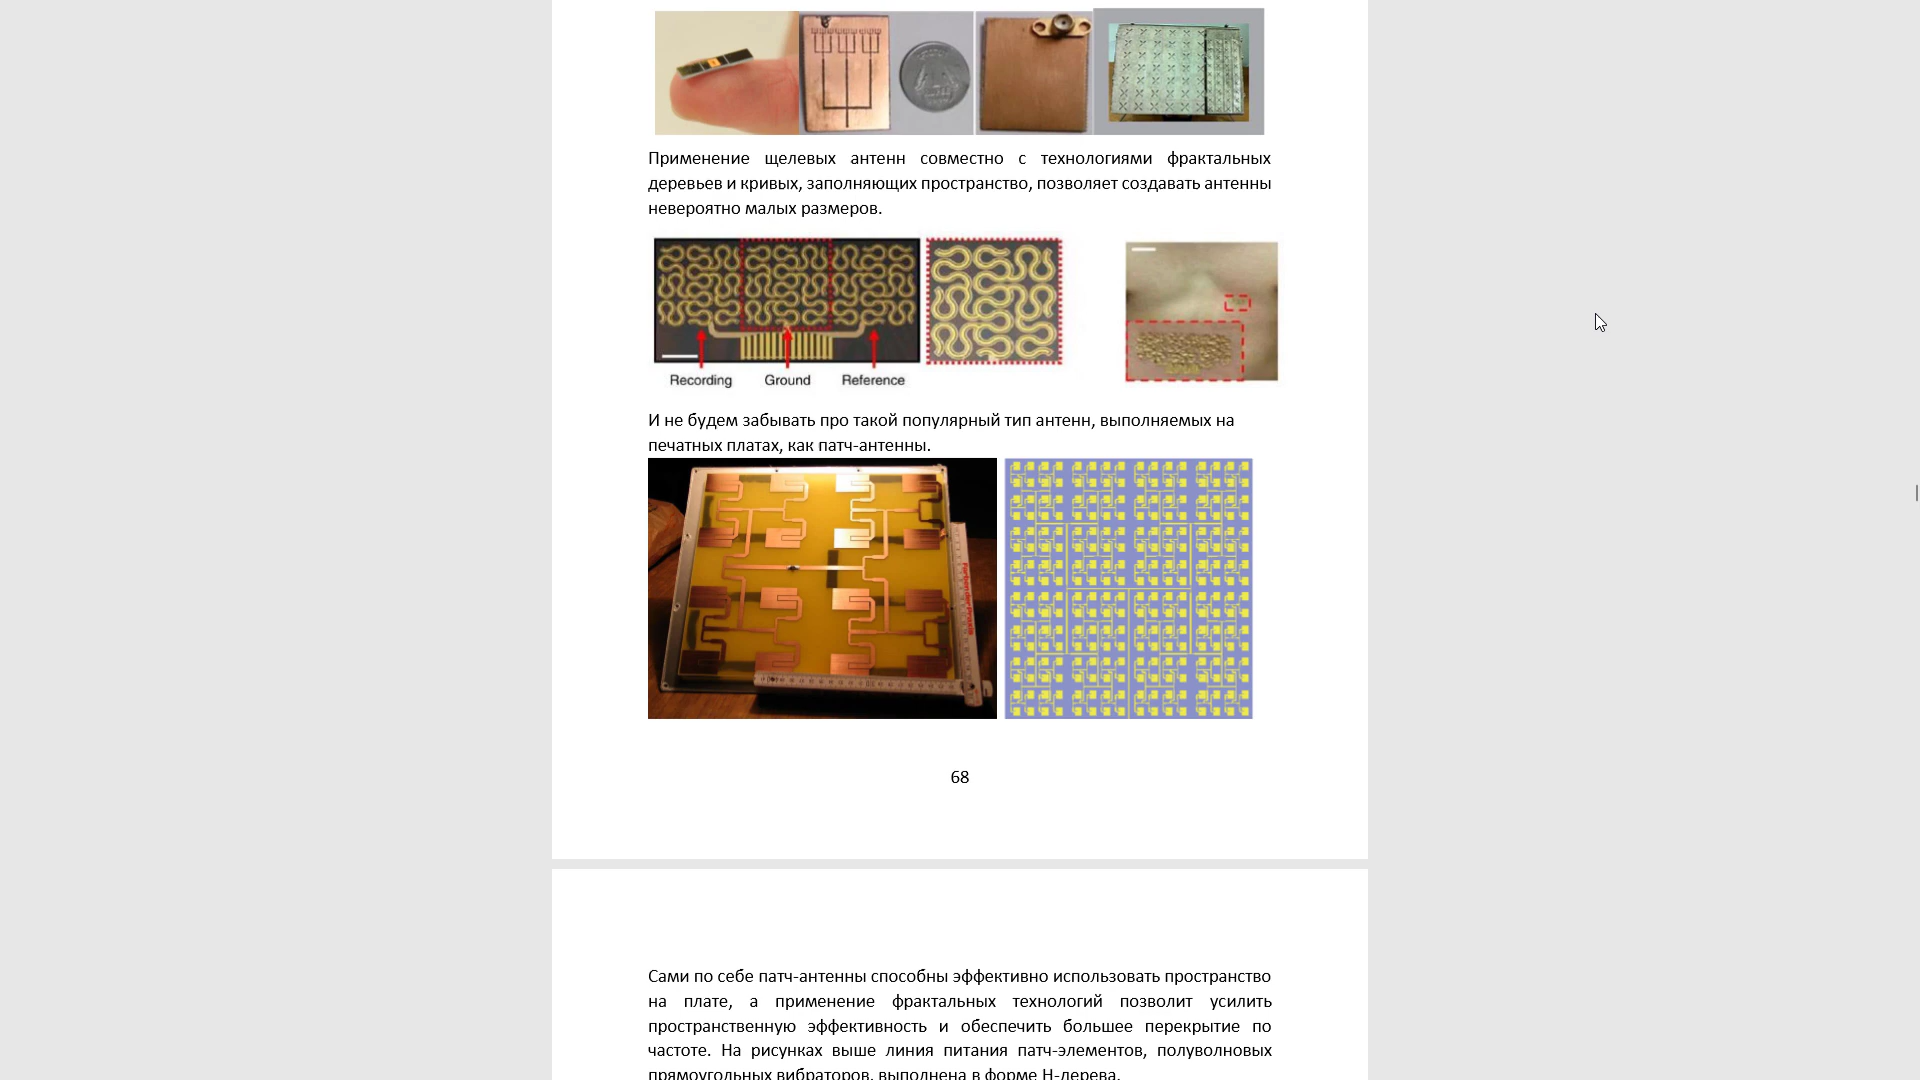 Применение щелевых антенн совместно с технологиями фрактальных
деревьев и кривых, заполняющих пространство, позволяет создавать антенны
невероятно малых размеров.
Recording Ground Reference
И не будем забывать про такой популярный тип антенн, выполняемых на
печатных платах, как патч-антенны.
68
Сами по себе патч-антенны способны эффективно использовать пространство
на плате, а применение фрактальных технологий позволит усилить
пространственную эффективность и обеспечить большее перекрытие по
частоте. На рисунках выше линия питания патч-элементов, полуволновых
прямоугольных вибраторов, выполнена в форме Н-дерева.